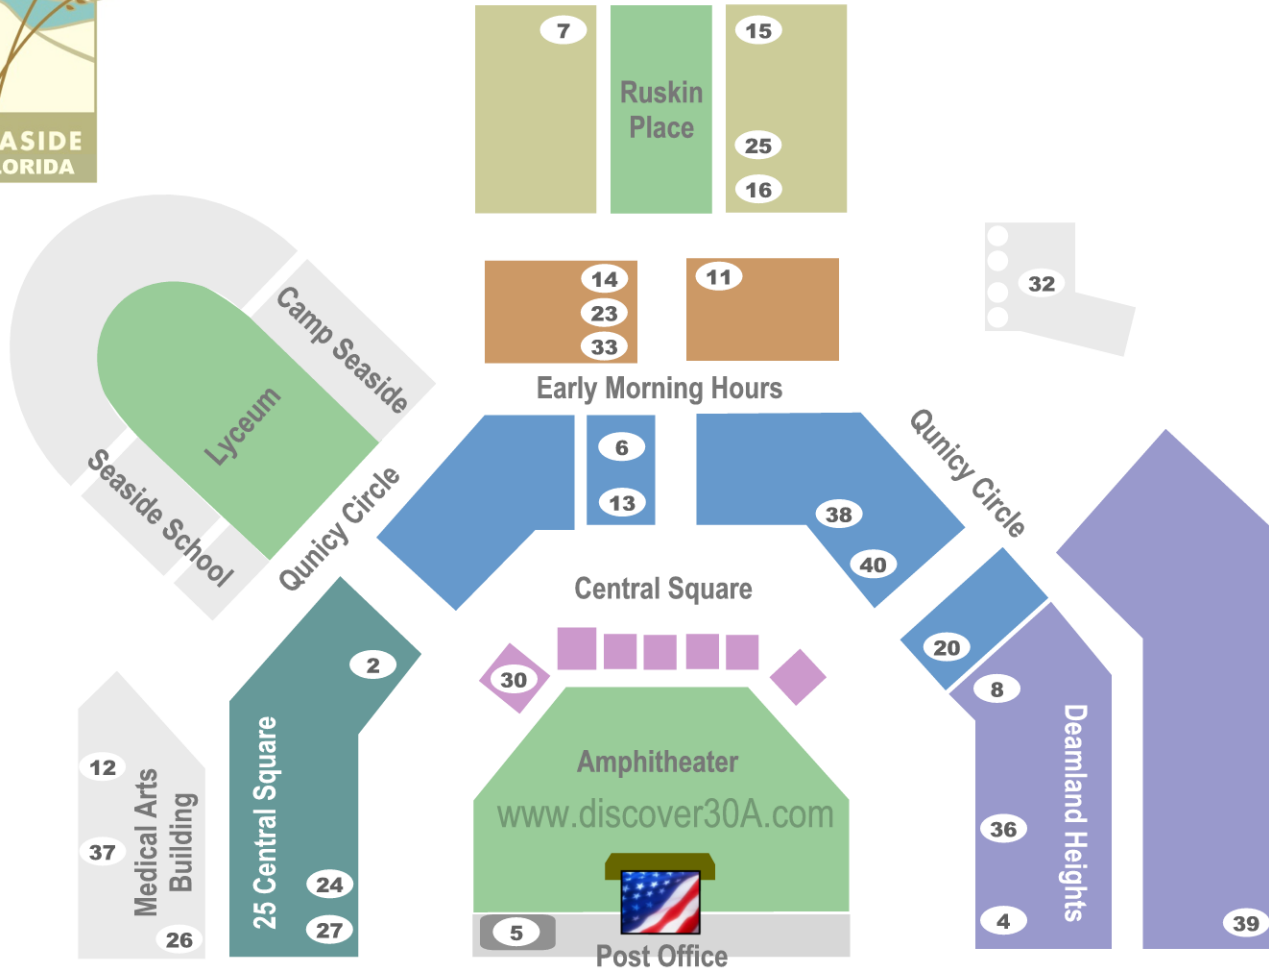 ASIDE
ORIDA
7
15
Ruskin
Place
25
16
14
11
23
33
32
Camp Seaside
Early Morning Hours
Lyceum
Seaside School
Qunicy Circle
Qunicy Circle
6
13
38
40
Central Square
20
2
30
8
12
37
26
Medical Arts
Building
25 Central Square
24
27
Amphitheater
www.discover30A.com
5
Post Office
Deamland Heights
36
4
39